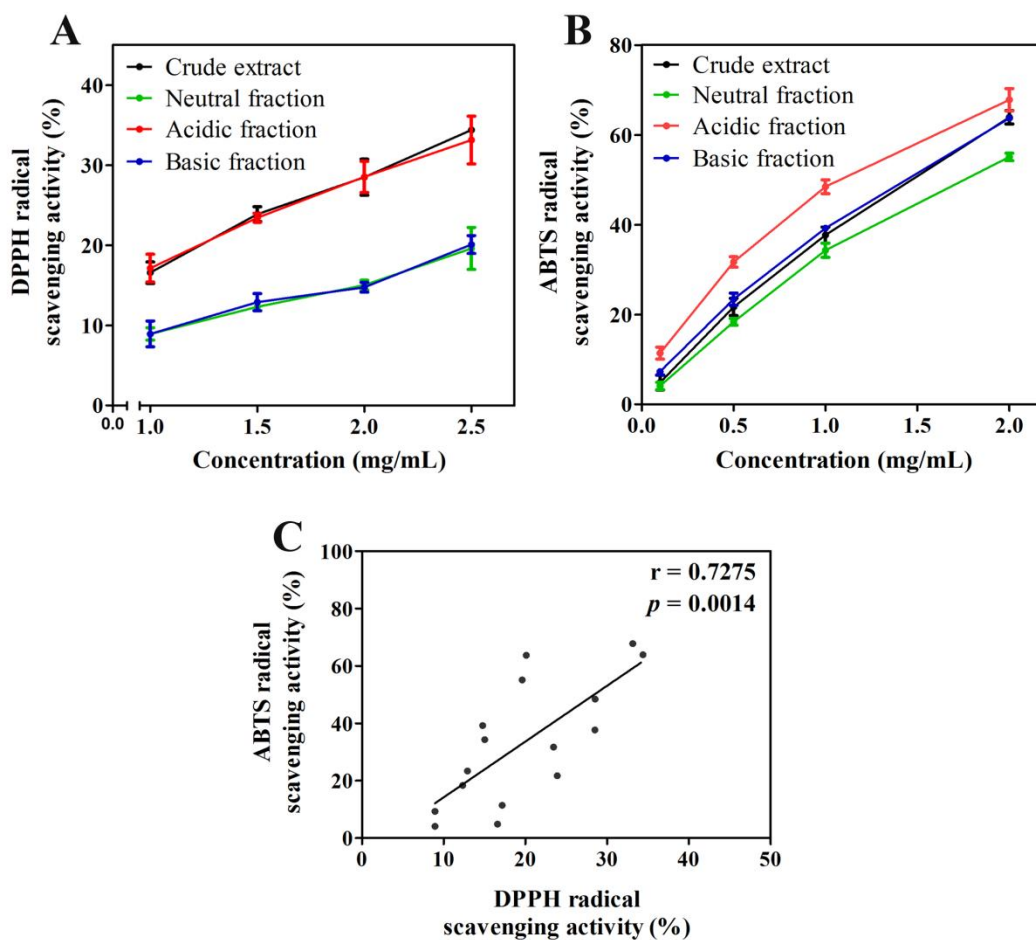 A
DPPH radical
scavenging activity (%)
40
30
20
10
0
Crude extract
Neutral fraction
Acidic fraction
Basic fraction
0.0 1.0 1.5 2.0 2.5
Concentration (mg/mL)
B
ABTS radical
scavenging activity (%)
80
60
40
20
0
Crude extract
Neutral fraction
Acidic fraction
Basic fraction
0.0 0.5 1.0 1.5 2.0
Concentration (mg/mL)
C
ABTS radical
scavenging activity (%)
100
80
60
40
20
0
r = 0.7275
p = 0.0014
0 10 20 30 40 50
DPPH radical
scavenging activity (%)